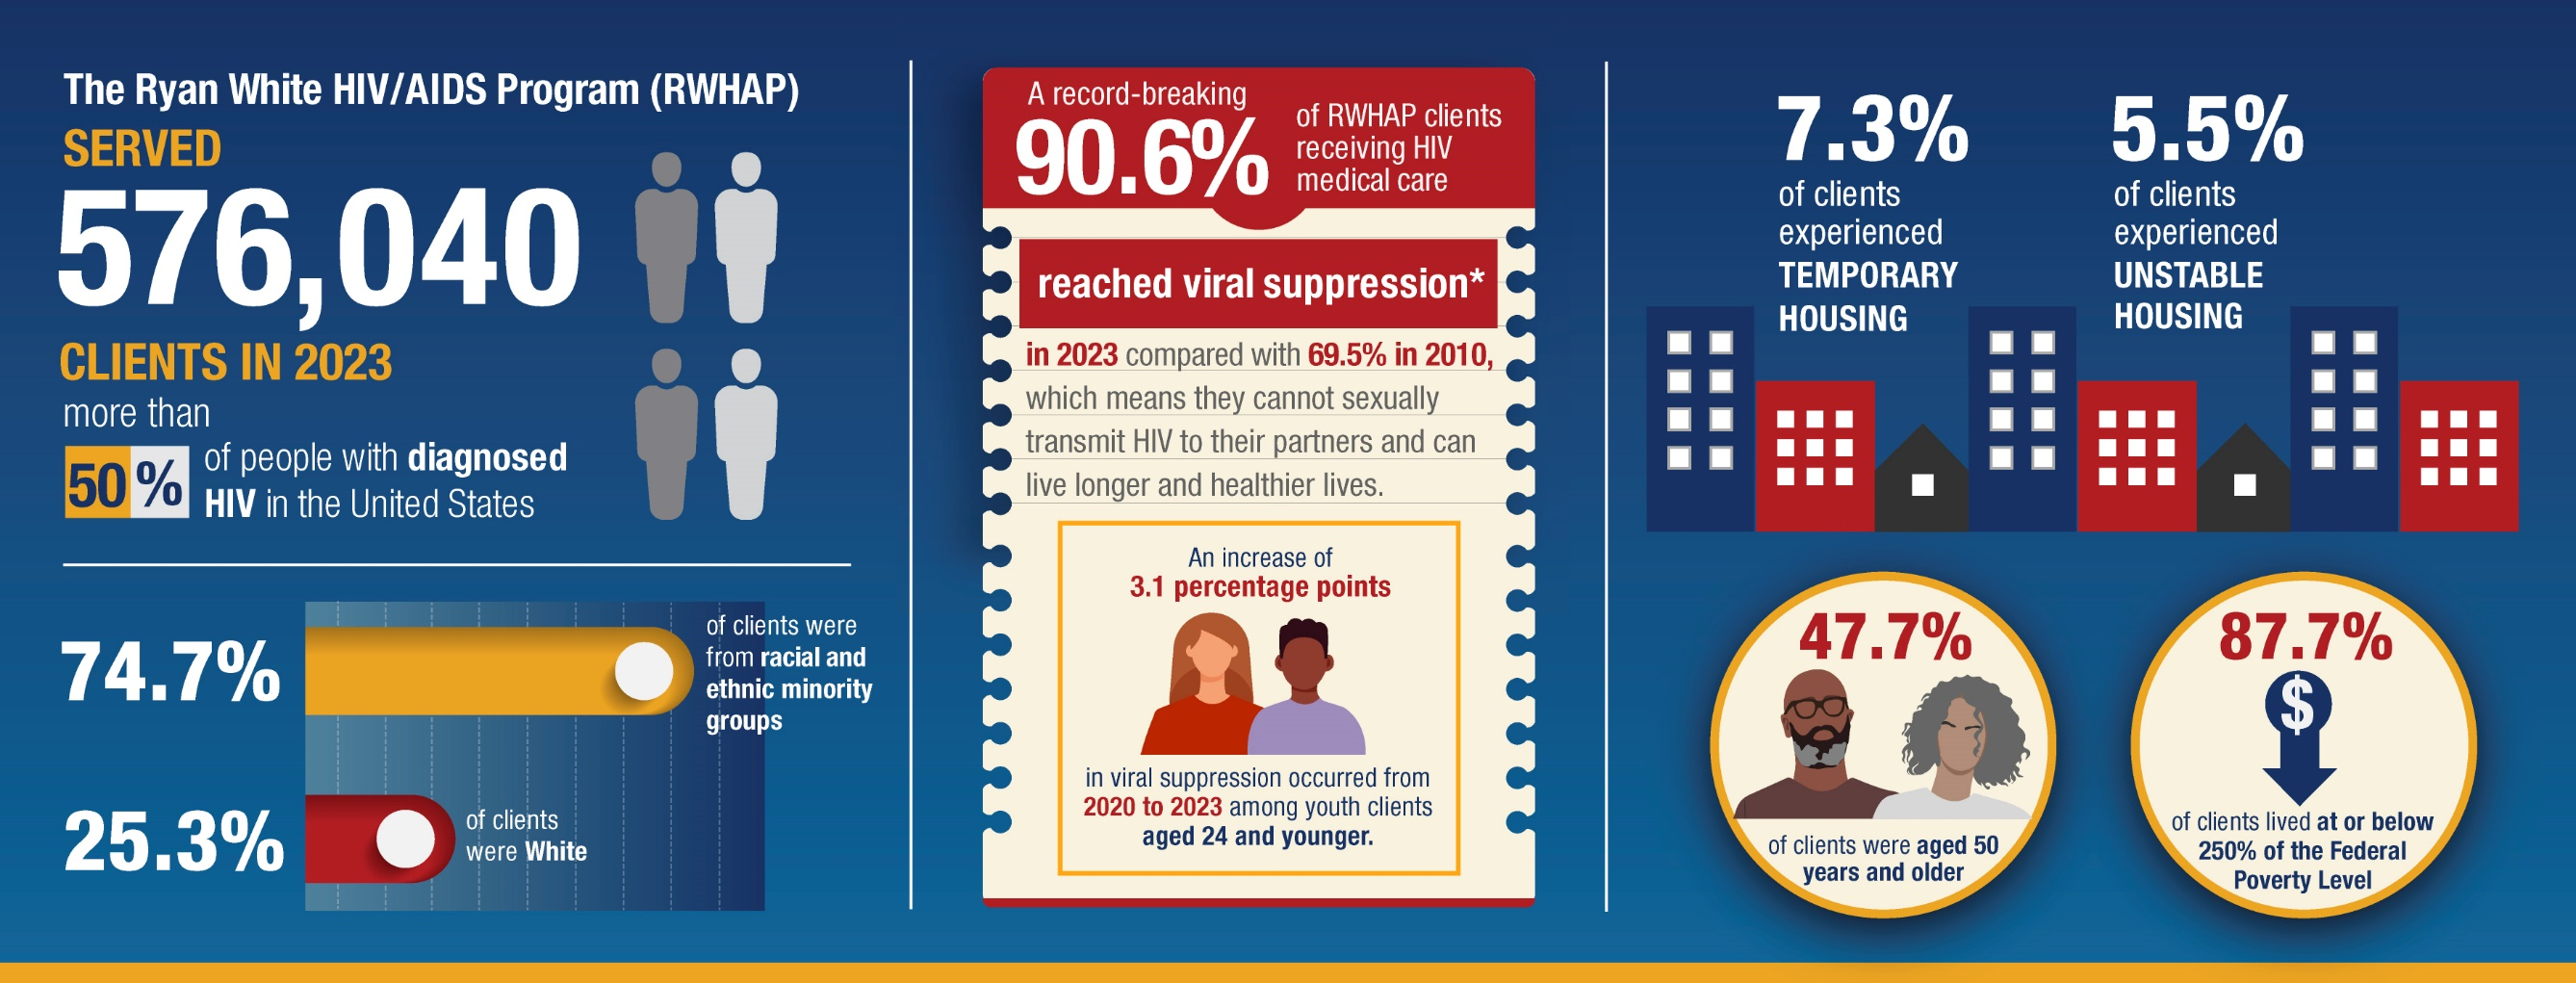 The Ryan White HIV/AIDS Program (RWHAP)
SERVED
576,040
CLIENTS IN 2023
more than
50%
of people with diagnosed
HIV in the United States
74.7%
of clients were
from racial and
ethnic minority
groups
25.3%
of clients
were White
A record-breaking
90.6%
of RWHAP clients
receiving HIV
medical care
reached viral suppression*
in 2023 compared with 69.5% in 2010,
which means they cannot sexually
transmit HIV to their partners and can
live longer and healthier lives.
An increase of
3.1 percentage points
in viral suppression occurred from
2020 to 2023 among youth clients
aged 24 and younger.
7.3%
of clients
experienced
TEMPORARY
HOUSING
5.5%
of clients
experienced
UNSTABLE
HOUSING
47.7%
of clients were aged 50
years and older
87.7%
$
of clients lived at or below
250% of the Federal
Poverty Level